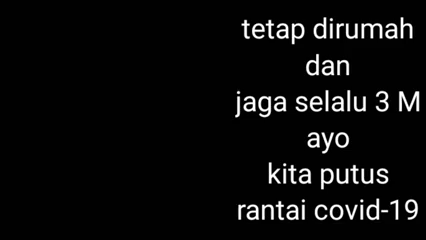 tetap dirumah
dan
jaga selalu 3 M
ayo
kita putus
rantai covid-19